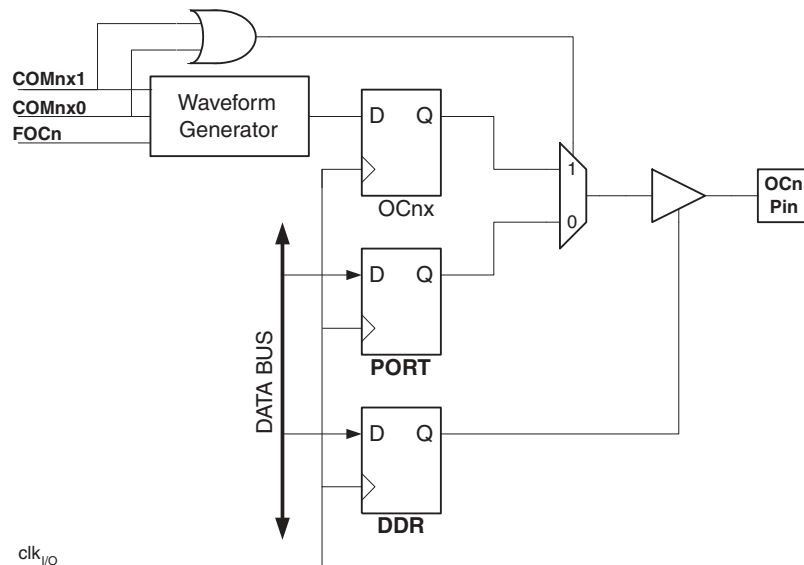 COMnx1
COMnx0
FOCn
Waveform
Generator
D Q
OCnx
1
0
OCn
Pin
DATA BUS
D Q
PORT
D Q
DDR
clkI/O